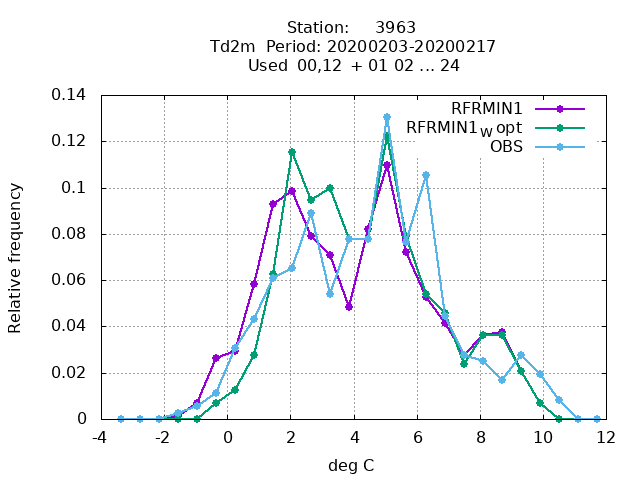 Station: 3963
Td2m Period: 20200203-20200217
Used 00,12 + 01 02 ... 24
RFRMIN1
RFRMIN1w opt
OBS
Relative frequency
0.14
0.12
0.1
0.08
0.06
0.04
0.02
0
-4 -2 0 2 4 6 8 10 12
deg C